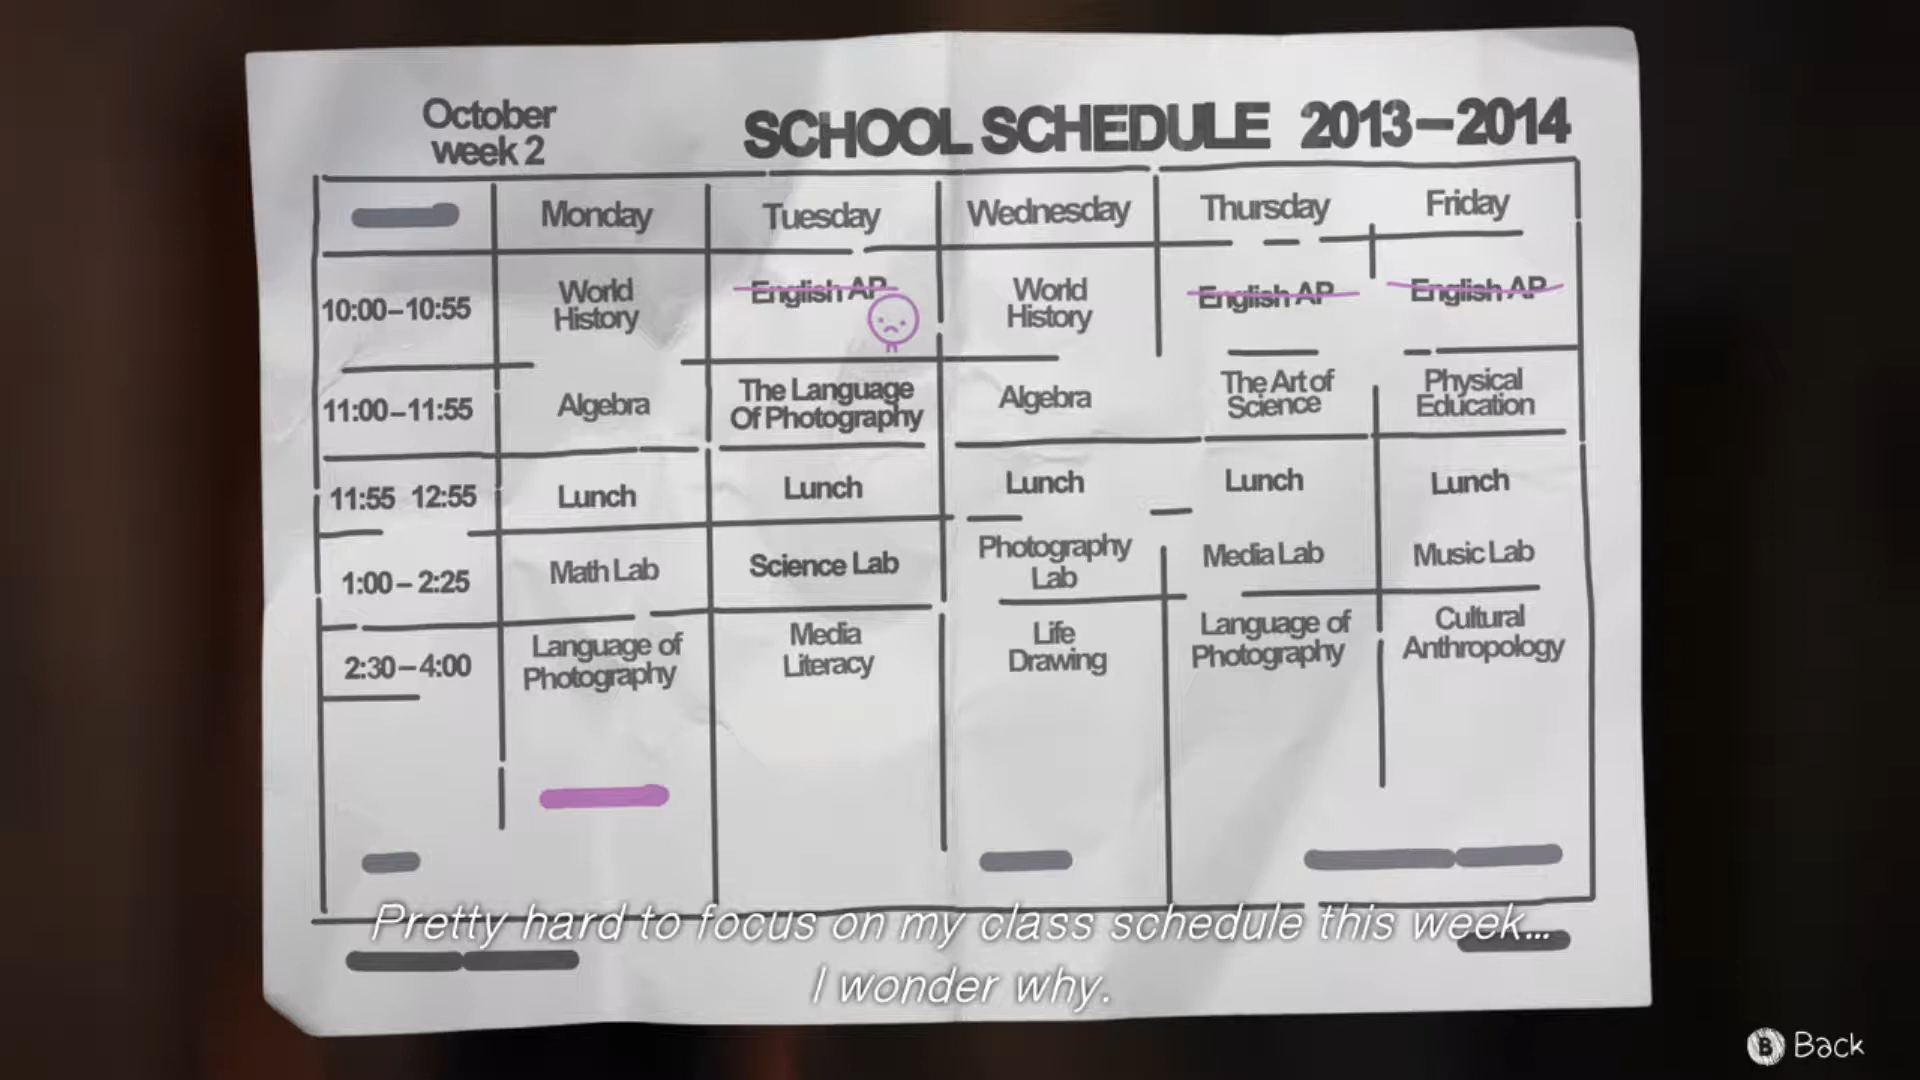 October
week 2
SCHOOL SCHEDULE 2013-2014
Monday Tuesday Wednesday Thursday Friday
10:00-10:55
World
History
English AP
World
History
English AP
English AP
11:00-11:55
Algebra
The Language
Of Photography
Algebra
The Art of
Science
Physical
Education
11:55 12:55
Lunch
Lunch
Lunch
Lunch
Lunch
1:00-2:25
Math Lab
Science Lab
Photography
Lab
Media Lab
Music Lab
2:30-4:00
Language of
Photography
Media
Literacy
Life
Drawing
Language of
Photography
Cultural
Anthropology
Pretty hard to focus on my class schedule this week...
I wonder why.
B Back